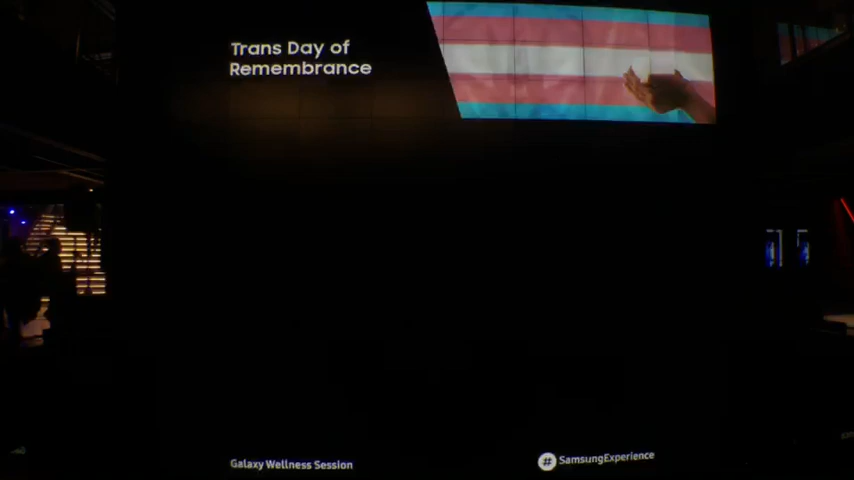 Trans Day of
Remembrance
Galaxy Wellness Session
# SamsungExperience